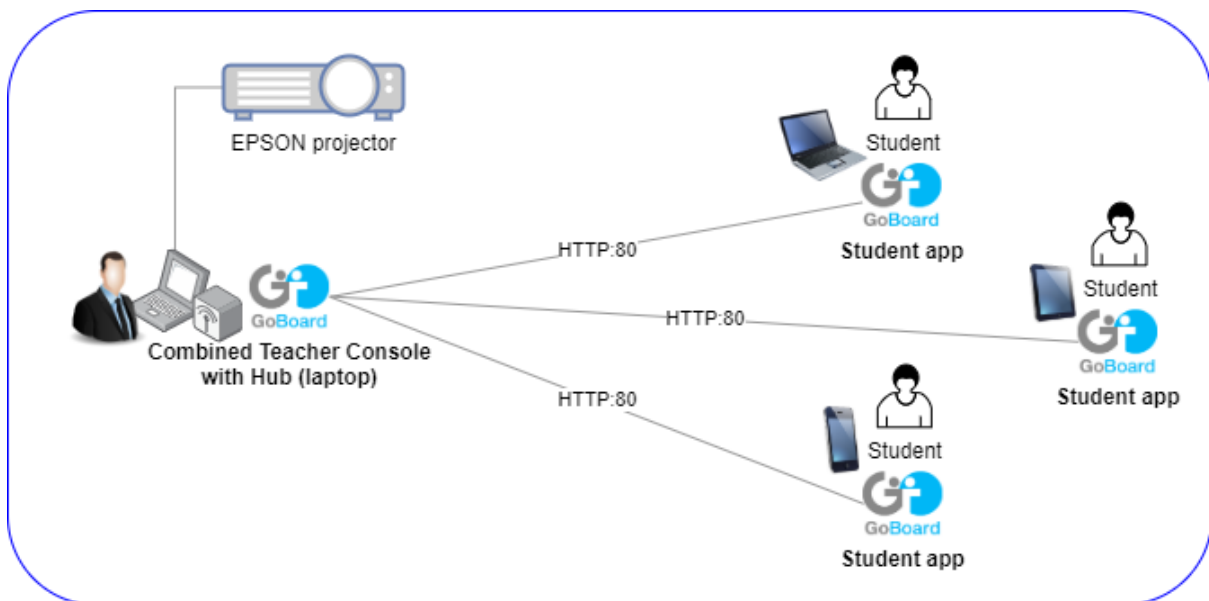 EPSON projector
Student
GoBoard
Student app
HTTP:80
Student
GoBoard
Student app
HTTP:80
GoBoard
Combined Teacher Console
with Hub (laptop)
HTTP:80
Student
GoBoard
Student app